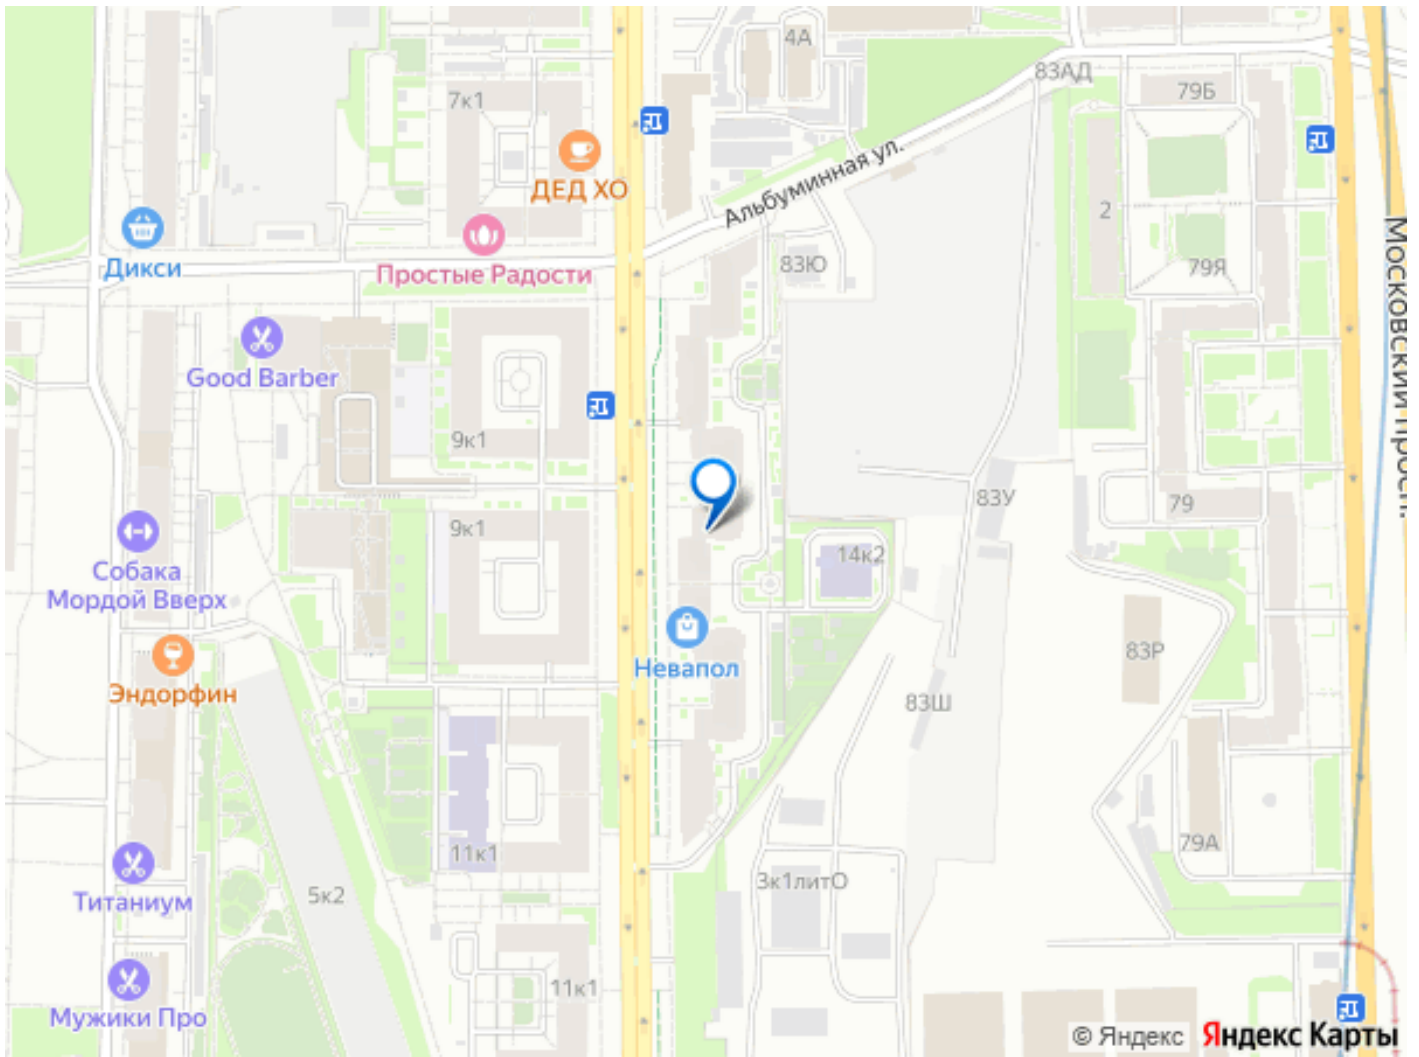 4А
83АД
79Б
7к1
ДЕД ХО
Альбуминная ул.
2
Дикси
Простые Радости
83Ю
79Я
Московский просп.
Good Barber
9к1
83У
79
9к1
14к2
Собака
Мордой Вверх
Невапол
83Р
Эндорфин
83Ш
79А
11к1
3к1литО
5к2
Титаниум
11к1
Мужики Про
© Яндекс Яндекс Карты